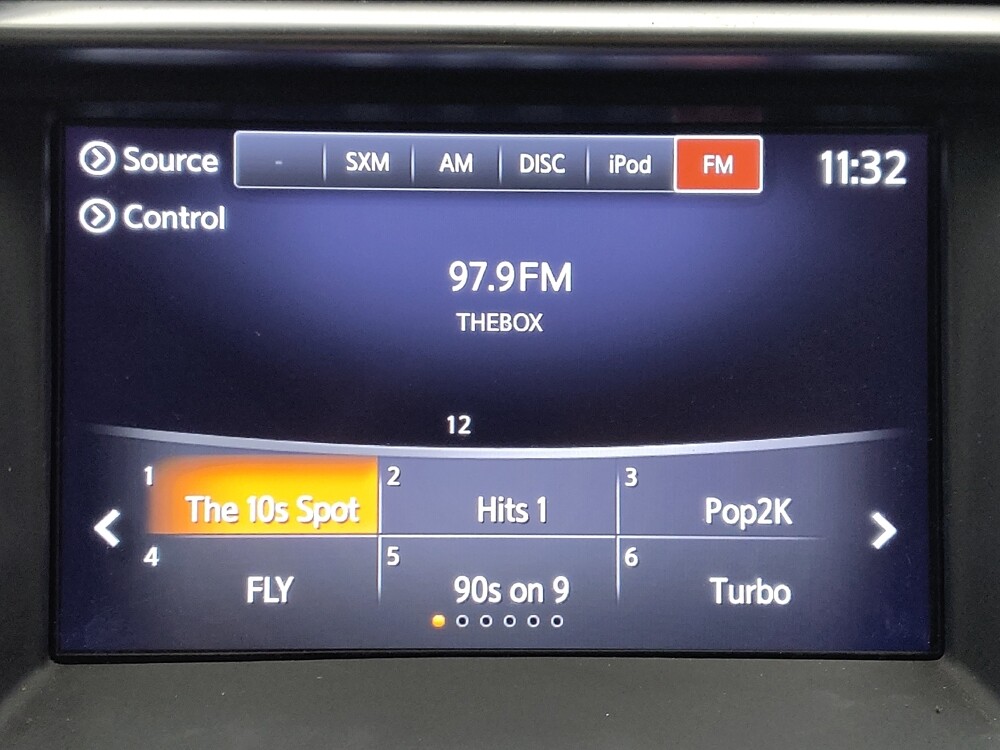 Source - SXM AM DISC iPod FM 11:32
Control
97.9FM
THEBOX
12
1 The 10s Spot 2 Hits 1 3 Pop2K
4 FLY 5 90s on 9 6 Turbo